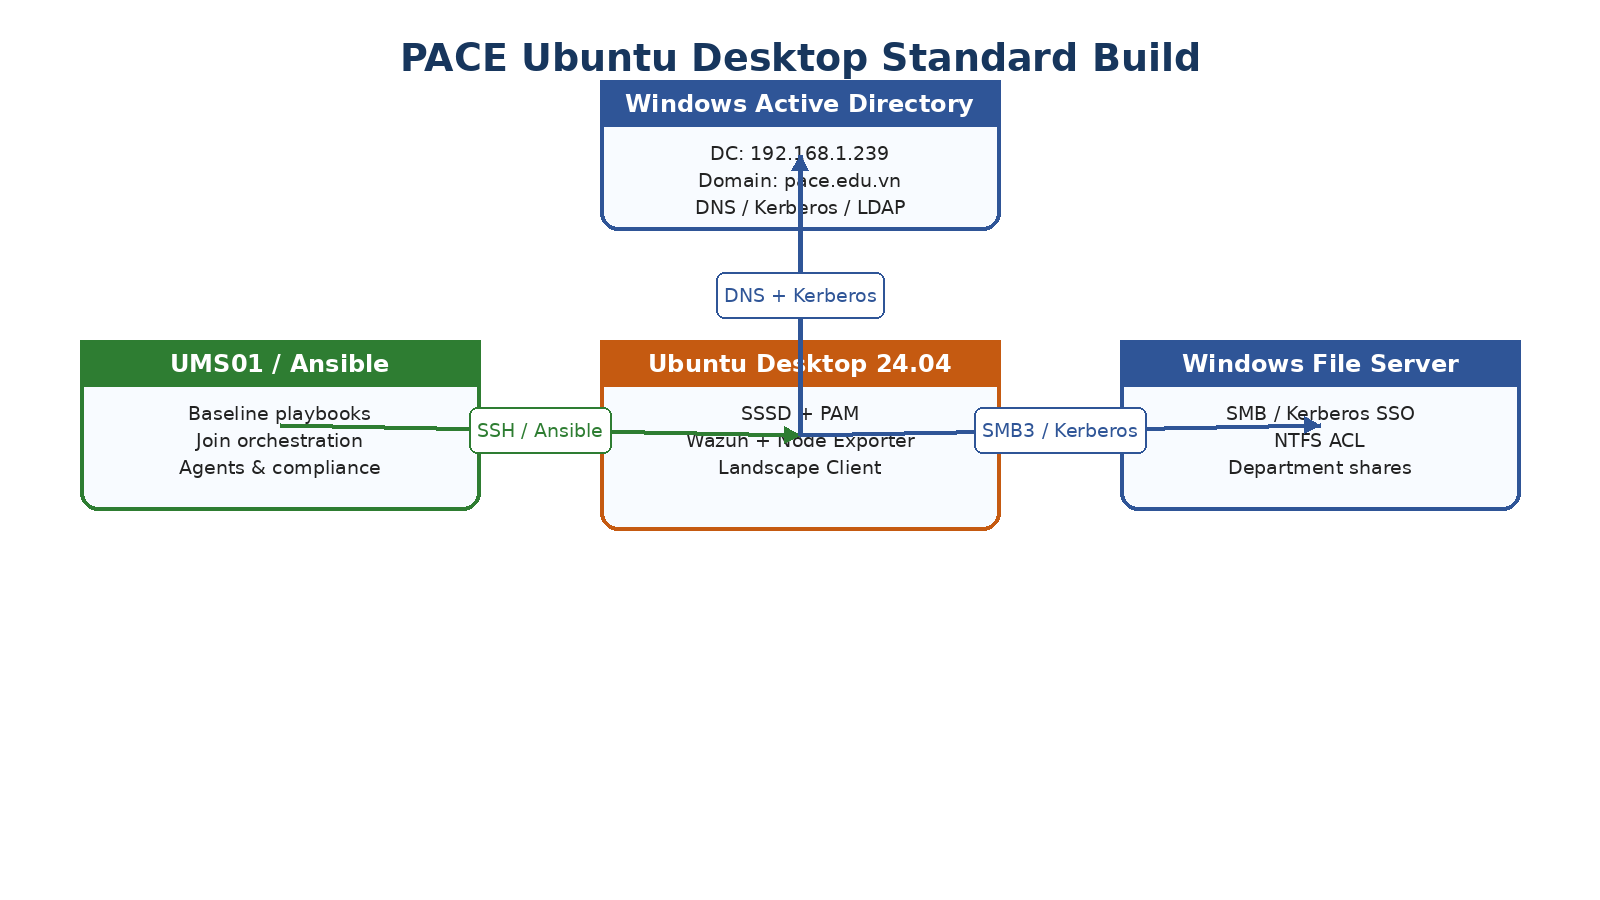 PACE Ubuntu Desktop Standard Build
Windows Active Directory
DC: 192.168.1.239
Domain: pace.edu.vn
DNS / Kerberos / LDAP
DNS + Kerberos
UMS01 / Ansible
Baseline playbooks
Join orchestration
Agents & compliance
SSH / Ansible
Ubuntu Desktop 24.04
SSSD + PAM
Wazuh + Node Exporter
Landscape Client
SMB3 / Kerberos
Windows File Server
SMB / Kerberos SSO
NTFS ACL
Department shares